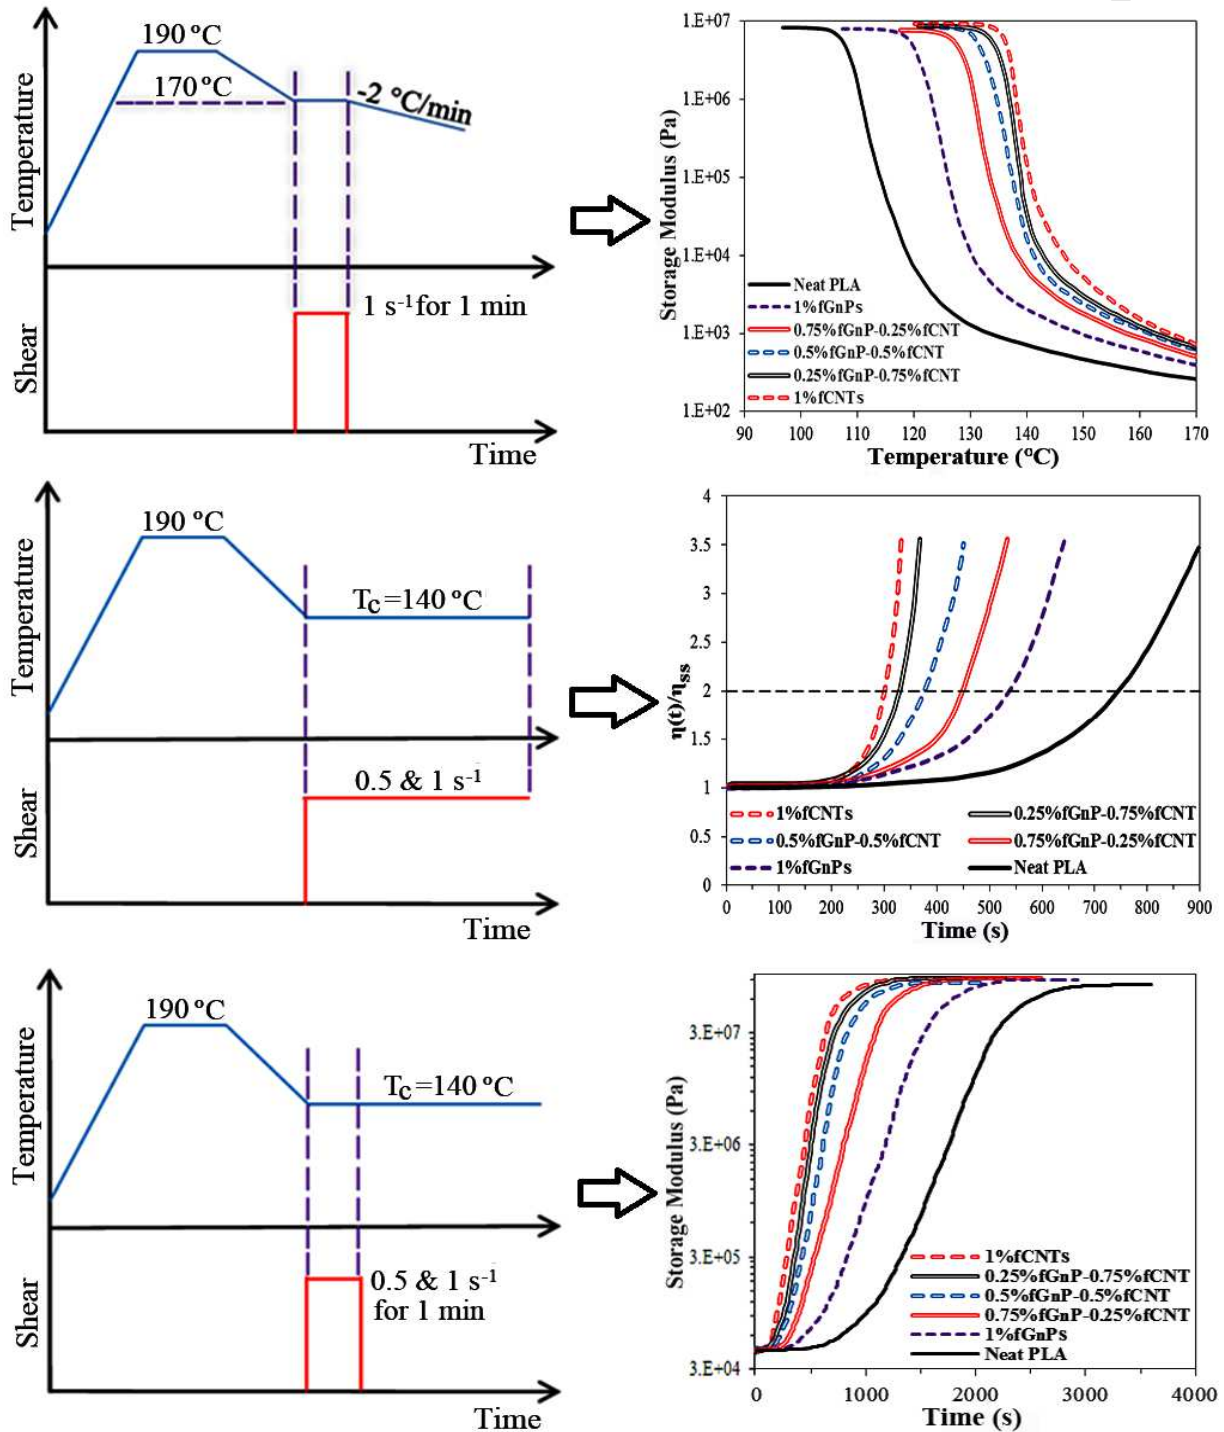 Temperature
190 °C
170 °C
-2 °C/min
Shear
1 s-1 for 1 min
Time
Storage Modulus (Pa)
1.E+07
1.E+06
1.E+05
1.E+04
1.E+03
1.E+02
Neat PLA
1%fGnPs
0.75%fGnP-0.25%fCNT
0.5%fGnP-0.5%fCNT
0.25%fGnP-0.75%fCNT
1%fCNTs
90 100 110 120 130 140 150 160 170
Temperature (°C)
Temperature
190 °C
Tc=140 °C
Shear
0.5 & 1 s-1
Time
η(t)/ηss
4
3.5
3
2.5
2
1.5
1
0.5
0
1%fCNTs 0.25%fGnP-0.75%fCNT
0.5%fGnP-0.5%fCNT 0.75%fGnP-0.25%fCNT
1%fGnPs Neat PLA
0 100 200 300 400 500 600 700 800 900
Time (s)
Temperature
190 °C
Tc=140 °C
Shear
0.5 & 1 s-1
for 1 min
Time
Storage Modulus (Pa)
3.E+07
3.E+06
3.E+05
3.E+04
1%fCNTs
0.25%fGnP-0.75%fCNT
0.5%fGnP-0.5%fCNT
0.75%fGnP-0.25%fCNT
1%fGnPs
Neat PLA
0 1000 2000 3000 4000
Time (s)